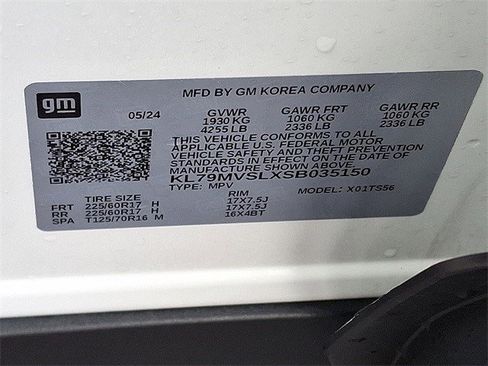 MFD BY GM KOREA COMPANY
gm
05/24 GVWR GAWR FRT GAWR RR
1930 KG 1060 KG 1060 KG
4255 LB 2336 LB 2336 LB
THIS VEHICLE CONFORMS TO ALL
APPLICABLE U.S. FEDERAL MOTOR
VEHICLE SAFETY AND THEFT PREVENTION
STANDARDS IN EFFECT ON THE DATE OF
MANUFACTURE SHOWN ABOVE.
KL79MVSLXSB035150
TYPE: MPV MODEL: X01TS56
TIRE SIZE RIM
FRT 225/60R17 H 17X7.5J
RR 225/60R17 H 17X7.5J
SPA T125/70R16 M 16X4BT